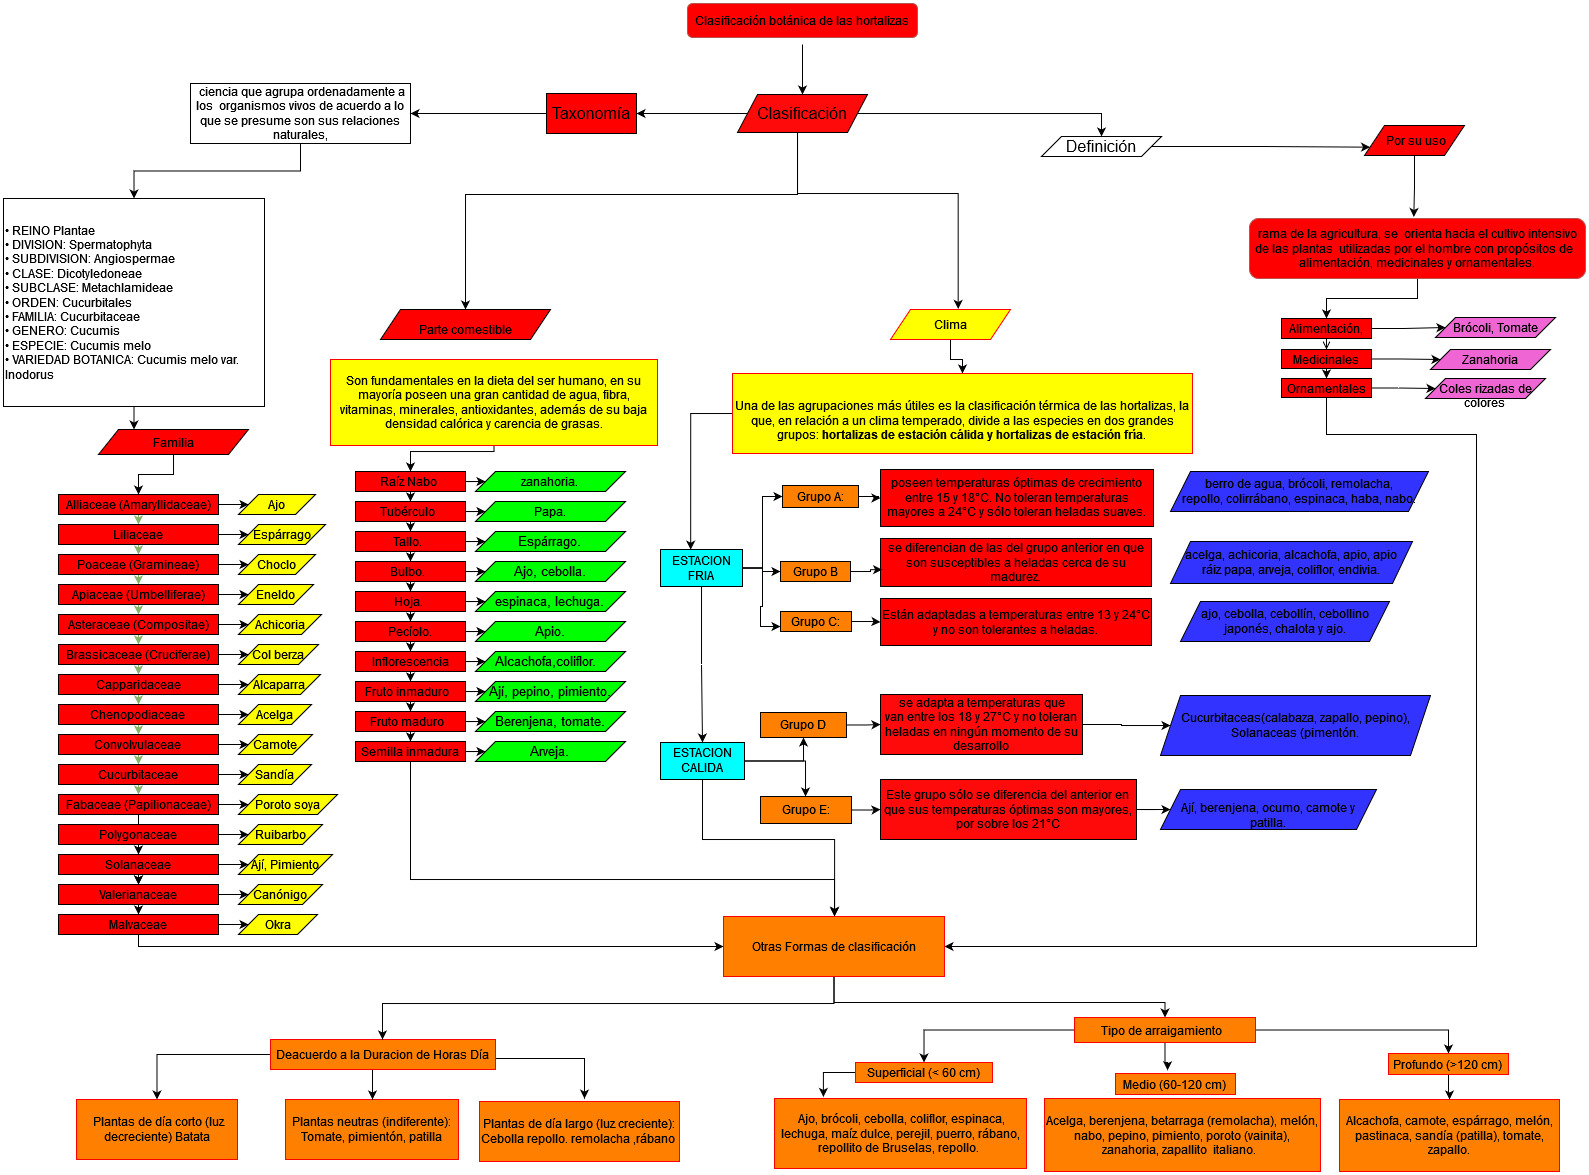 Clasificación botánica de las hortalizas
ciencia que agrupa ordenadamente a
los organismos vivos de acuerdo a lo
que se presume son sus relaciones
naturales,
Taxonomía
Clasificación
Definición
Por su uso
rama de la agricultura, se orienta hacia el cultivo intensivo
de las plantas utilizadas por el hombre con propósitos de
alimentación, medicinales y ornamentales.
Alimentación.
Brócoli, Tomate
Medicinales
Zanahoria
Ornamentales
Coles rizadas de
colores
• REINO Plantae
• DIVISION: Spermatophyta
• SUBDIVISION: Angiospermae
• CLASE: Dicotyledoneae
• SUBCLASE: Metachlamideae
• ORDEN: Cucurbitales
• FAMILIA: Cucurbitaceae
• GENERO: Cucumis
• ESPECIE: Cucumis melo
• VARIEDAD BOTANICA: Cucumis melo var.
Inodorus
Familia
Alliaceae (Amaryllidaceae)
Ajo
Liliaceae
Espárrago
Poaceae (Gramineae)
Choclo
Apiaceae (Umbelliferae)
Eneldo
Asteraceae (Compositae)
Achicoria
Brassicaceae (Cruciferae)
Col berza
Capparidaceae
Alcaparra
Chenopodiaceae
Acelga
Convolvulaceae
Camote
Cucurbitaceae
Sandía
Fabaceae (Papilionaceae)
Poroto soya
Polygonaceae
Ruibarbo
Solanaceae
Ají, Pimiento
Valerianaceae
Canónigo
Malvaceae
Okra
Parte comestible
Son fundamentales en la dieta del ser humano, en su
mayoría poseen una gran cantidad de agua, fibra,
vitaminas, minerales, antioxidantes, además de su baja
densidad calórica y carencia de grasas.
Raíz Nabo
zanahoria.
Tubérculo
Papa.
Tallo.
Espárrago.
Bulbo.
Ajo, cebolla.
Hoja.
espinaca, lechuga.
Pecíolo.
Apio.
Inflorescencia
Alcachofa,coliflor.
Fruto inmaduro
Ají, pepino, pimiento
Fruto maduro
Berenjena, tomate.
Semilla inmadura
Arveja.
Clima
Una de las agrupaciones más útiles es la clasificación térmica de las hortalizas, la
que, en relación a un clima temperado, divide a las especies en dos grandes
grupos: hortalizas de estación cálida y hortalizas de estación fría.
ESTACION
FRIA
Grupo A:
poseen temperaturas óptimas de crecimiento
entre 15 y 18°C. No toleran temperaturas
mayores a 24°C y sólo toleran heladas suaves.
berro de agua, brócoli, remolacha,
repollo, colirrábano, espinaca, haba, nabo.
Grupo B
se diferencian de las del grupo anterior en que
son susceptibles a heladas cerca de su
madurez.
acelga, achicoria, alcachofa, apio, apio
ráiz papa, arveja, coliflor, endivia.
Grupo C:
Están adaptadas a temperaturas entre 13 y 24°C
y no son tolerantes a heladas.
ajo, cebolla, cebollín, cebollino
japonés, chalota y ajo.
ESTACION
CALIDA
Grupo D
se adapta a temperaturas que
van entre los 18 y 27°C y no toleran
heladas en ningún momento de su
desarrollo
Cucurbitaceas(calabaza, zapallo, pepino),
Solanaceas (pimentón.
Grupo E:
Este grupo sólo se diferencia del anterior en
que sus temperaturas óptimas son mayores,
por sobre los 21°C
Ají, berenjena, ocumo, camote y
patilla.
Otras Formas de clasificación
Deacuerdo a la Duracion de Horas Día
Plantas de día corto (luz
decreciente) Batata
Plantas neutras (indiferente):
Tomate, pimientón, patilla
Plantas de día largo (luz creciente):
Cebolla repollo. remolacha ,rábano
Tipo de arraigamiento
Superficial (< 60 cm)
Ajo, brócoli, cebolla, coliflor, espinaca,
lechuga, maíz dulce, perejil, puerro, rábano,
repollito de Bruselas, repollo.
Medio (60-120 cm)
Acelga, berenjena, betarraga (remolacha), melón,
nabo, pepino, pimiento, poroto (vainita),
zanahoria, zapallito italiano.
Profundo (>120 cm)
Alcachofa, camote, espárrago, melón,
pastinaca, sandía (patilla), tomate,
zapallo.